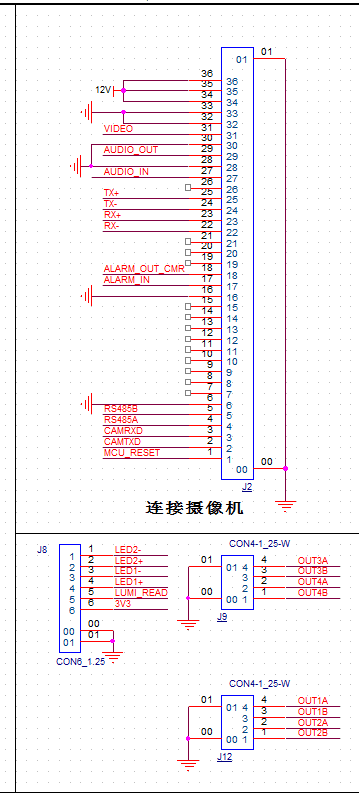 01
01
36 36
35 35
12V 34 34
33 33
32 32
VIDEO 31 31
30 30
AUDIO_OUT 29 29
28 28
AUDIO_IN 27 27
26 26
TX+ 25 25
TX- 24 24
RX+ 23 23
RX- 22 22
21 21
20 20
19 19
ALARM_OUT_CMR 18 18
ALARM_IN 17 17
16 16
15 15
14 14
13 13
12 12
11 11
10 10
9 9
8 8
7 7
6 6
RS485B 5 5
RS485A 4 4
CAMRXD 3 3
CAMTXD 2 2
MCU_RESET 1 1
00 00
J2
连接摄像机
J8
1 1 LED2-
2 2 LED2+
3 3 LED1-
4 4 LED1+
5 5 LUMI_READ
6 6 3V3
00 00
01 01
CON6_1.25
CON4-1_25-W
01 01 4 4 OUT3A
3 3 OUT3B
2 2 OUT4A
00 00 1 1 OUT4B
J9
CON4-1_25-W
01 01 4 4 OUT1A
3 3 OUT1B
2 2 OUT2A
00 00 1 1 OUT2B
J12